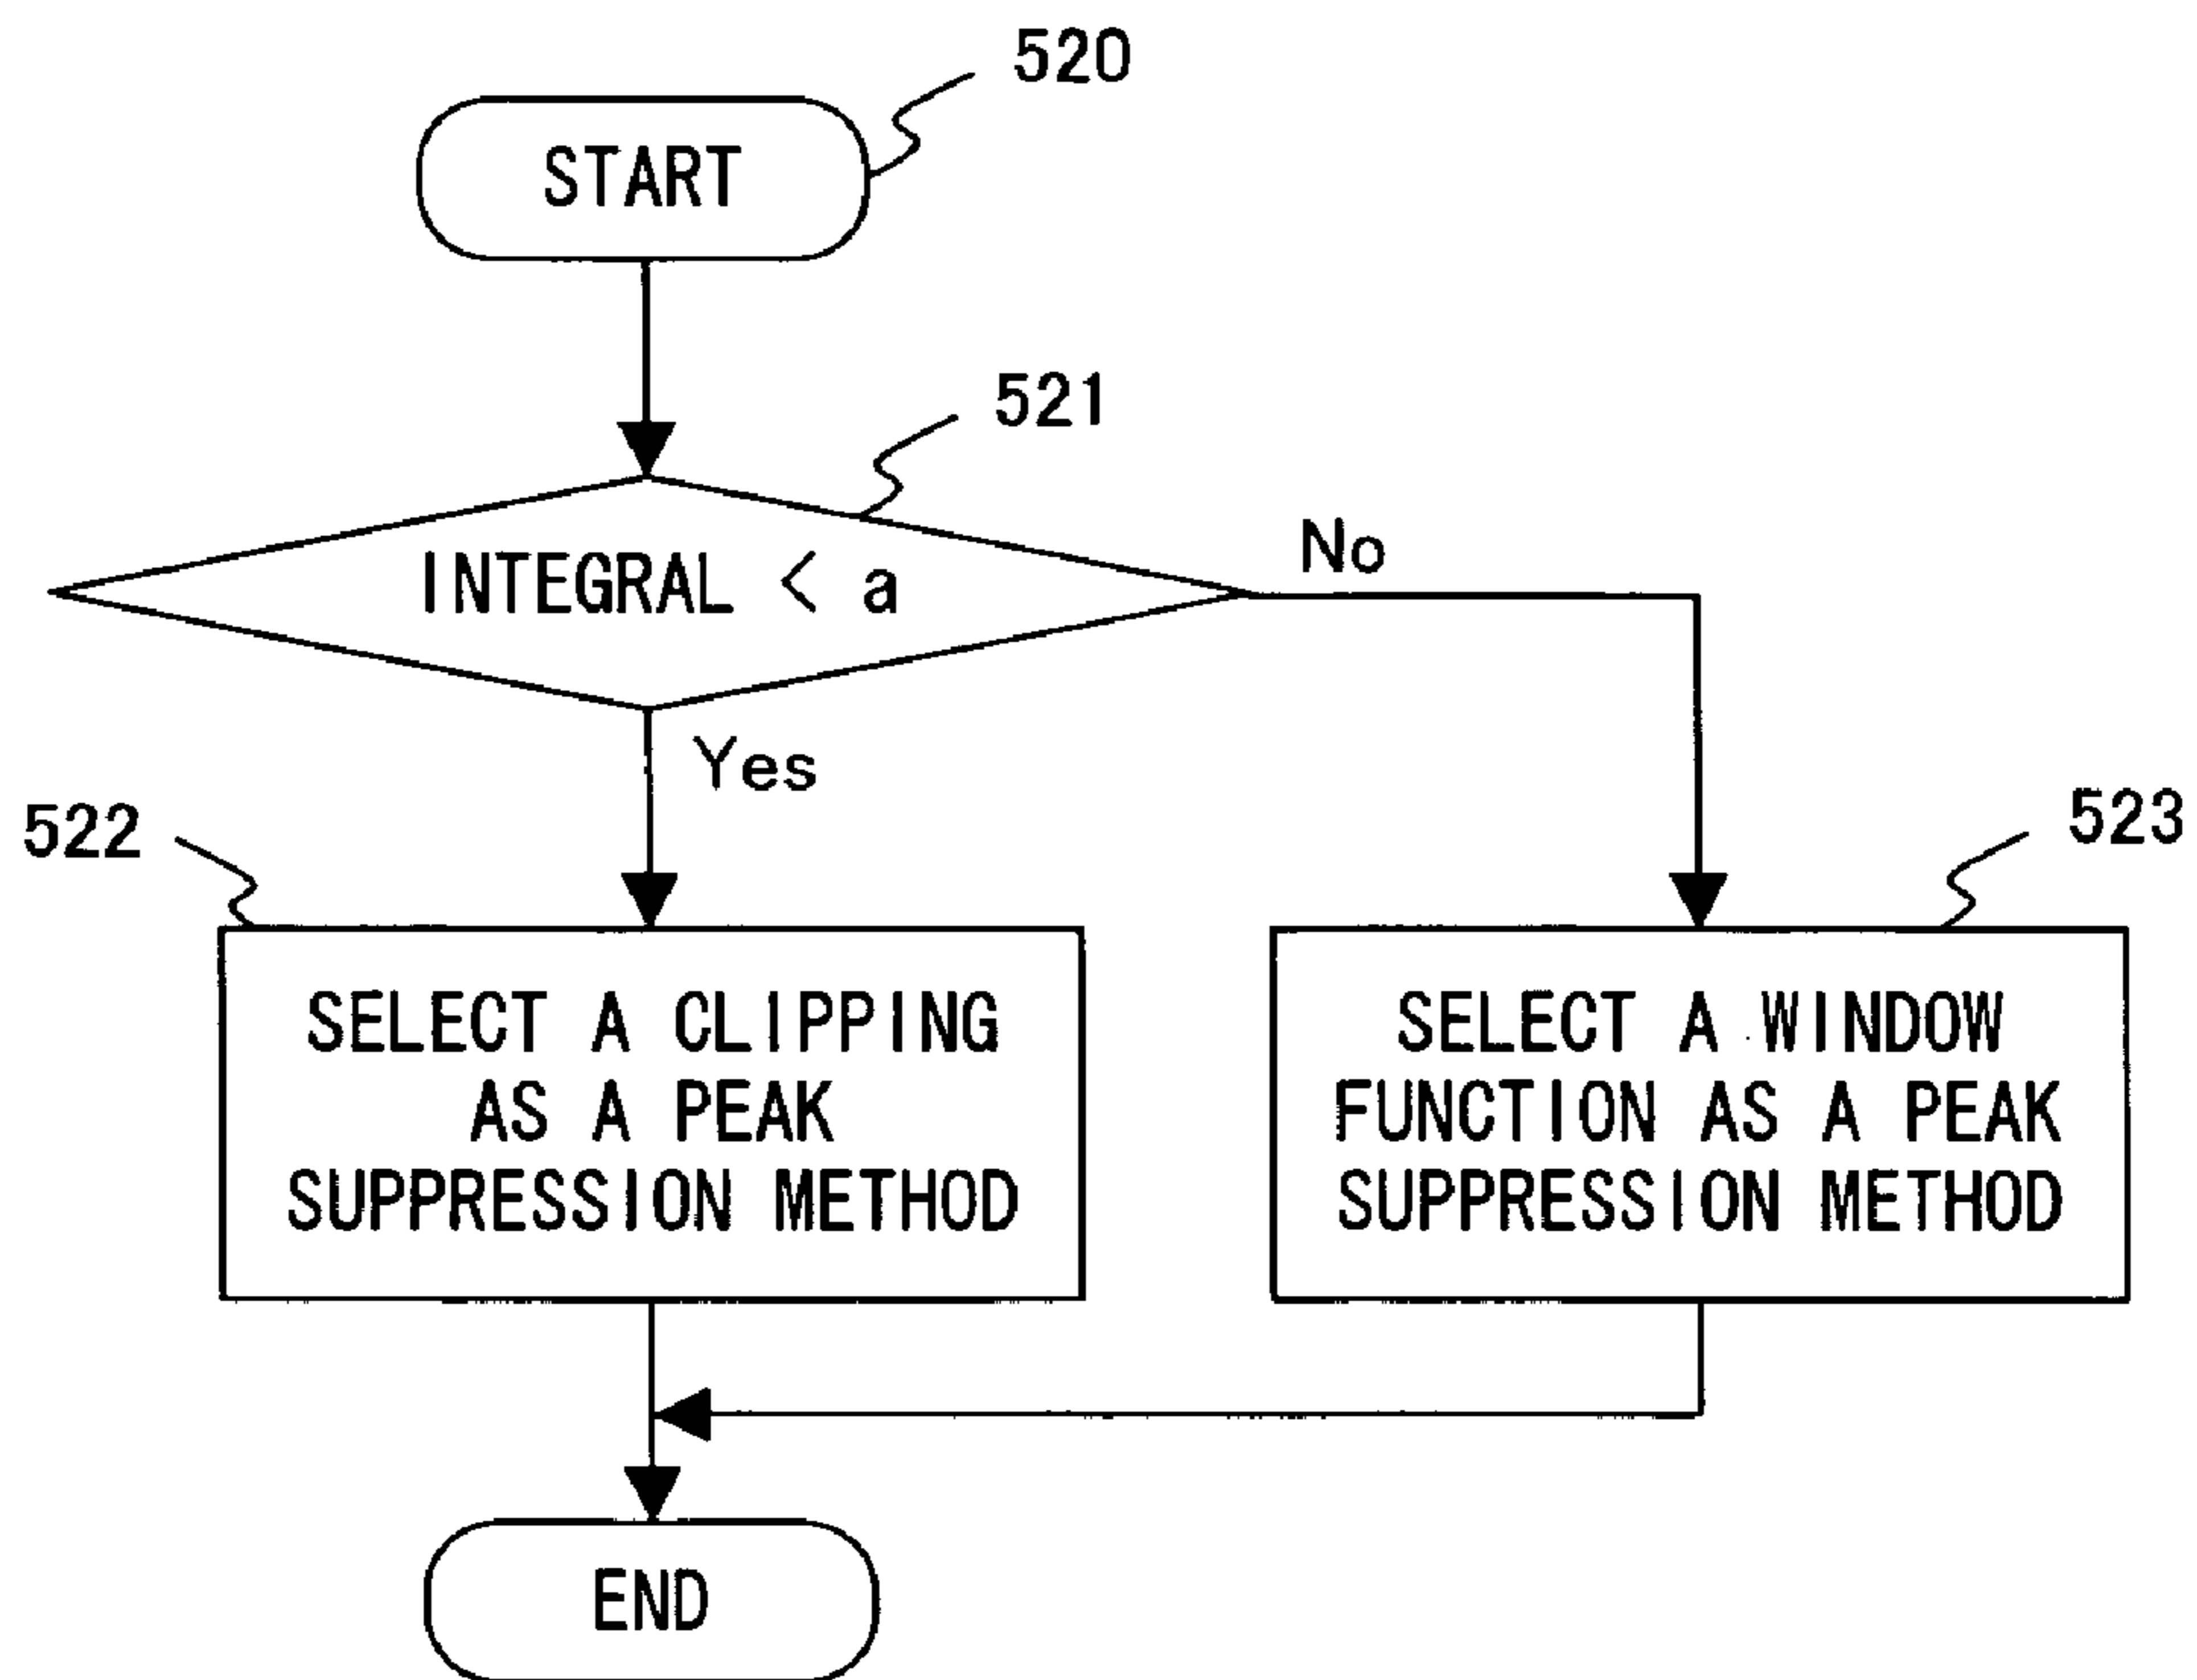 520
START
521
INTEGRAL < a
No
Yes
522
523
SELECT A CLIPPING
AS A PEAK
SUPPRESSION METHOD
SELECT A WINDOW
FUNCTION AS A PEAK
SUPPRESSION METHOD
END